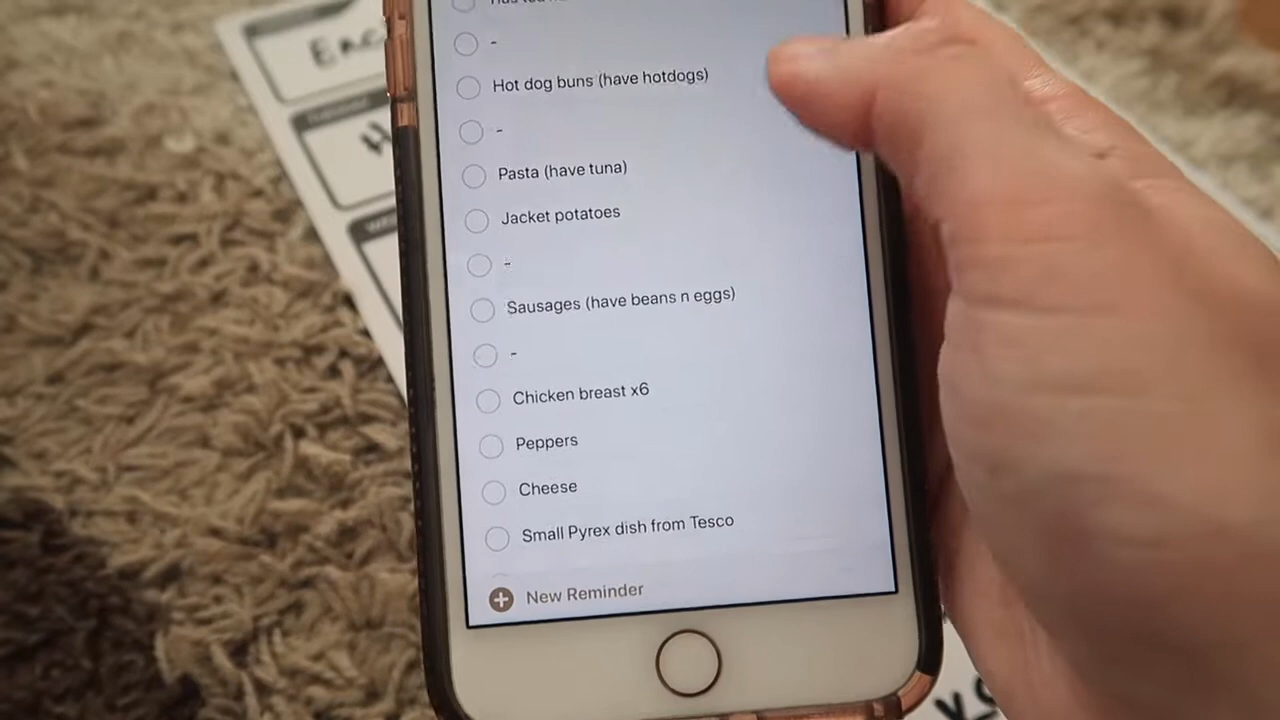 -
Hot dog buns (have hotdogs)
-
Pasta (have tuna)
Jacket potatoes
-
Sausages (have beans n eggs)
-
Chicken breast x6
Peppers
Cheese
Small Pyrex dish from Tesco
New Reminder